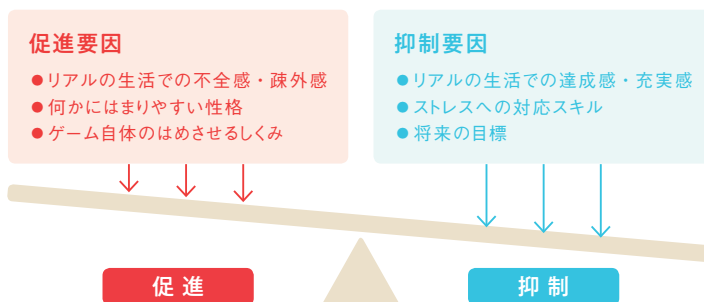 促進要因
●リアルの生活での不全感・疎外感
●何かにはまりやすい性格
●ゲーム自体のはめさせるしくみ
抑制要因
●リアルの生活での達成感・充実感
●ストレスへの対応スキル
●将来の目標
促進
抑制